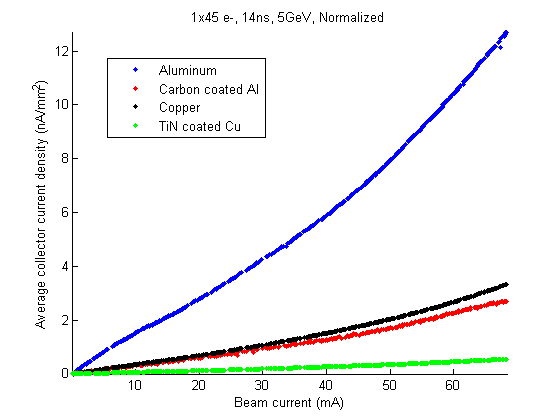 1x45 e-, 14ns, 5GeV, Normalized
Average collector current density (nA/mm²)
12
10
8
6
4
2
0
Aluminum
Carbon coated Al
Copper
TiN coated Cu
10
20
30
40
50
60
Beam current (mA)